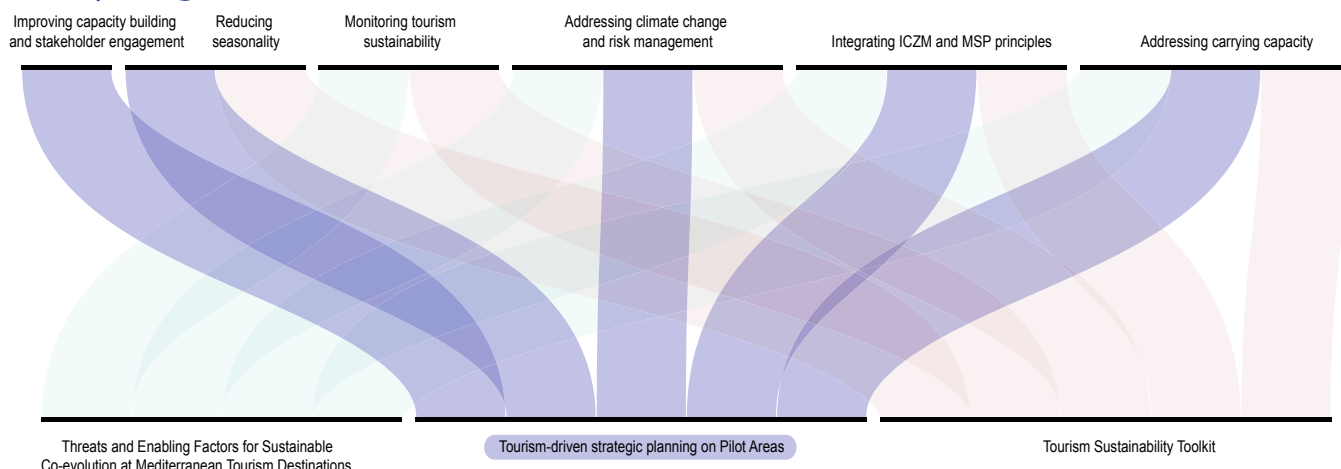 Improving capacity building
and stakeholder engagement
Reducing
seasonality
Monitoring tourism
sustainability
Addressing climate change
and risk management
Integrating ICZM and MSP principles
Addressing carrying capacity
Threats and Enabling Factors for Sustainable
Co-evolution at Mediterranean Tourism Destinations
Tourism-driven strategic planning on Pilot Areas
Tourism Sustainability Toolkit